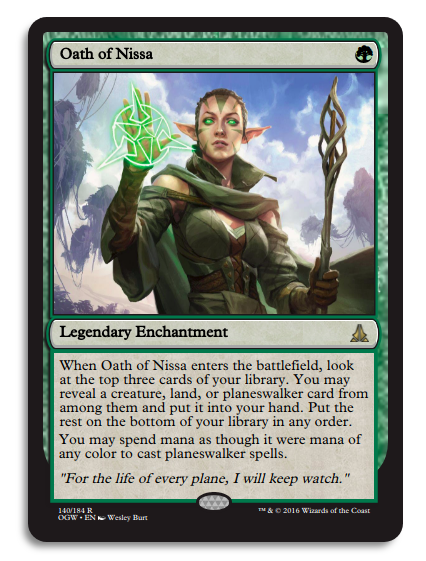 Oath of Nissa
Legendary Enchantment
When Oath of Nissa enters the battlefield, look
at the top three cards of your library. You may
reveal a creature, land, or planeswalker card from
among them and put it into your hand. Put the
rest on the bottom of your library in any order.
You may spend mana as though it were mana of
any color to cast planeswalker spells.
"For the life of every plane, I will keep watch."
140/184 R
OGW • EN Wesley Burt
™ & © 2016 Wizards of the Coast